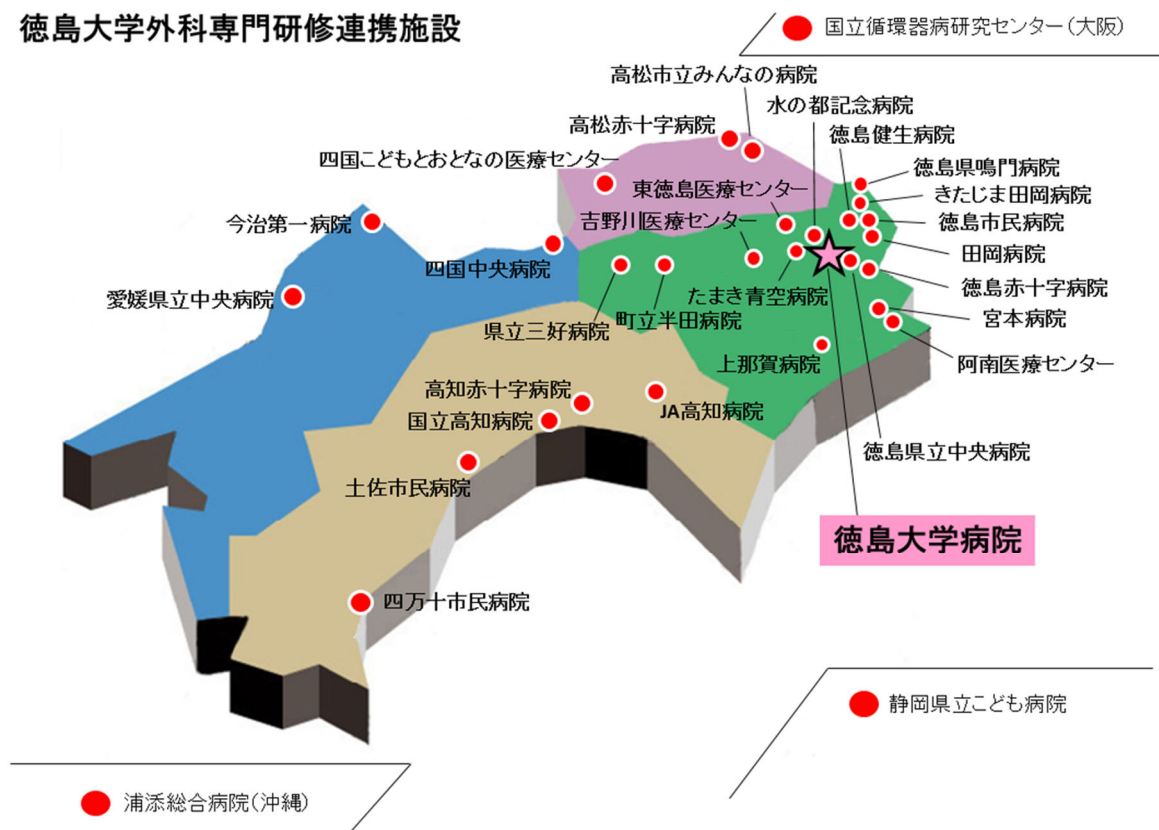 徳島大学外科専門研修連携施設
国立循環器病研究センター(大阪)
高松市立みんなの病院
水の都記念病院
高松赤十字病院
徳島健生病院
四国こどもとおとなの医療センター
徳島県鳴門病院
東徳島医療センター
きたじま田岡病院
今治第一病院
吉野川医療センター
徳島市民病院
田岡病院
四国中央病院
徳島赤十字病院
愛媛県立中央病院
たまき青空病院
宮本病院
県立三好病院
町立半田病院
上那賀病院
阿南医療センター
高知赤十字病院
国立高知病院
JA高知病院
徳島県立中央病院
土佐市民病院
徳島大学病院
四万十市民病院
静岡県立こども病院
浦添総合病院(沖縄)